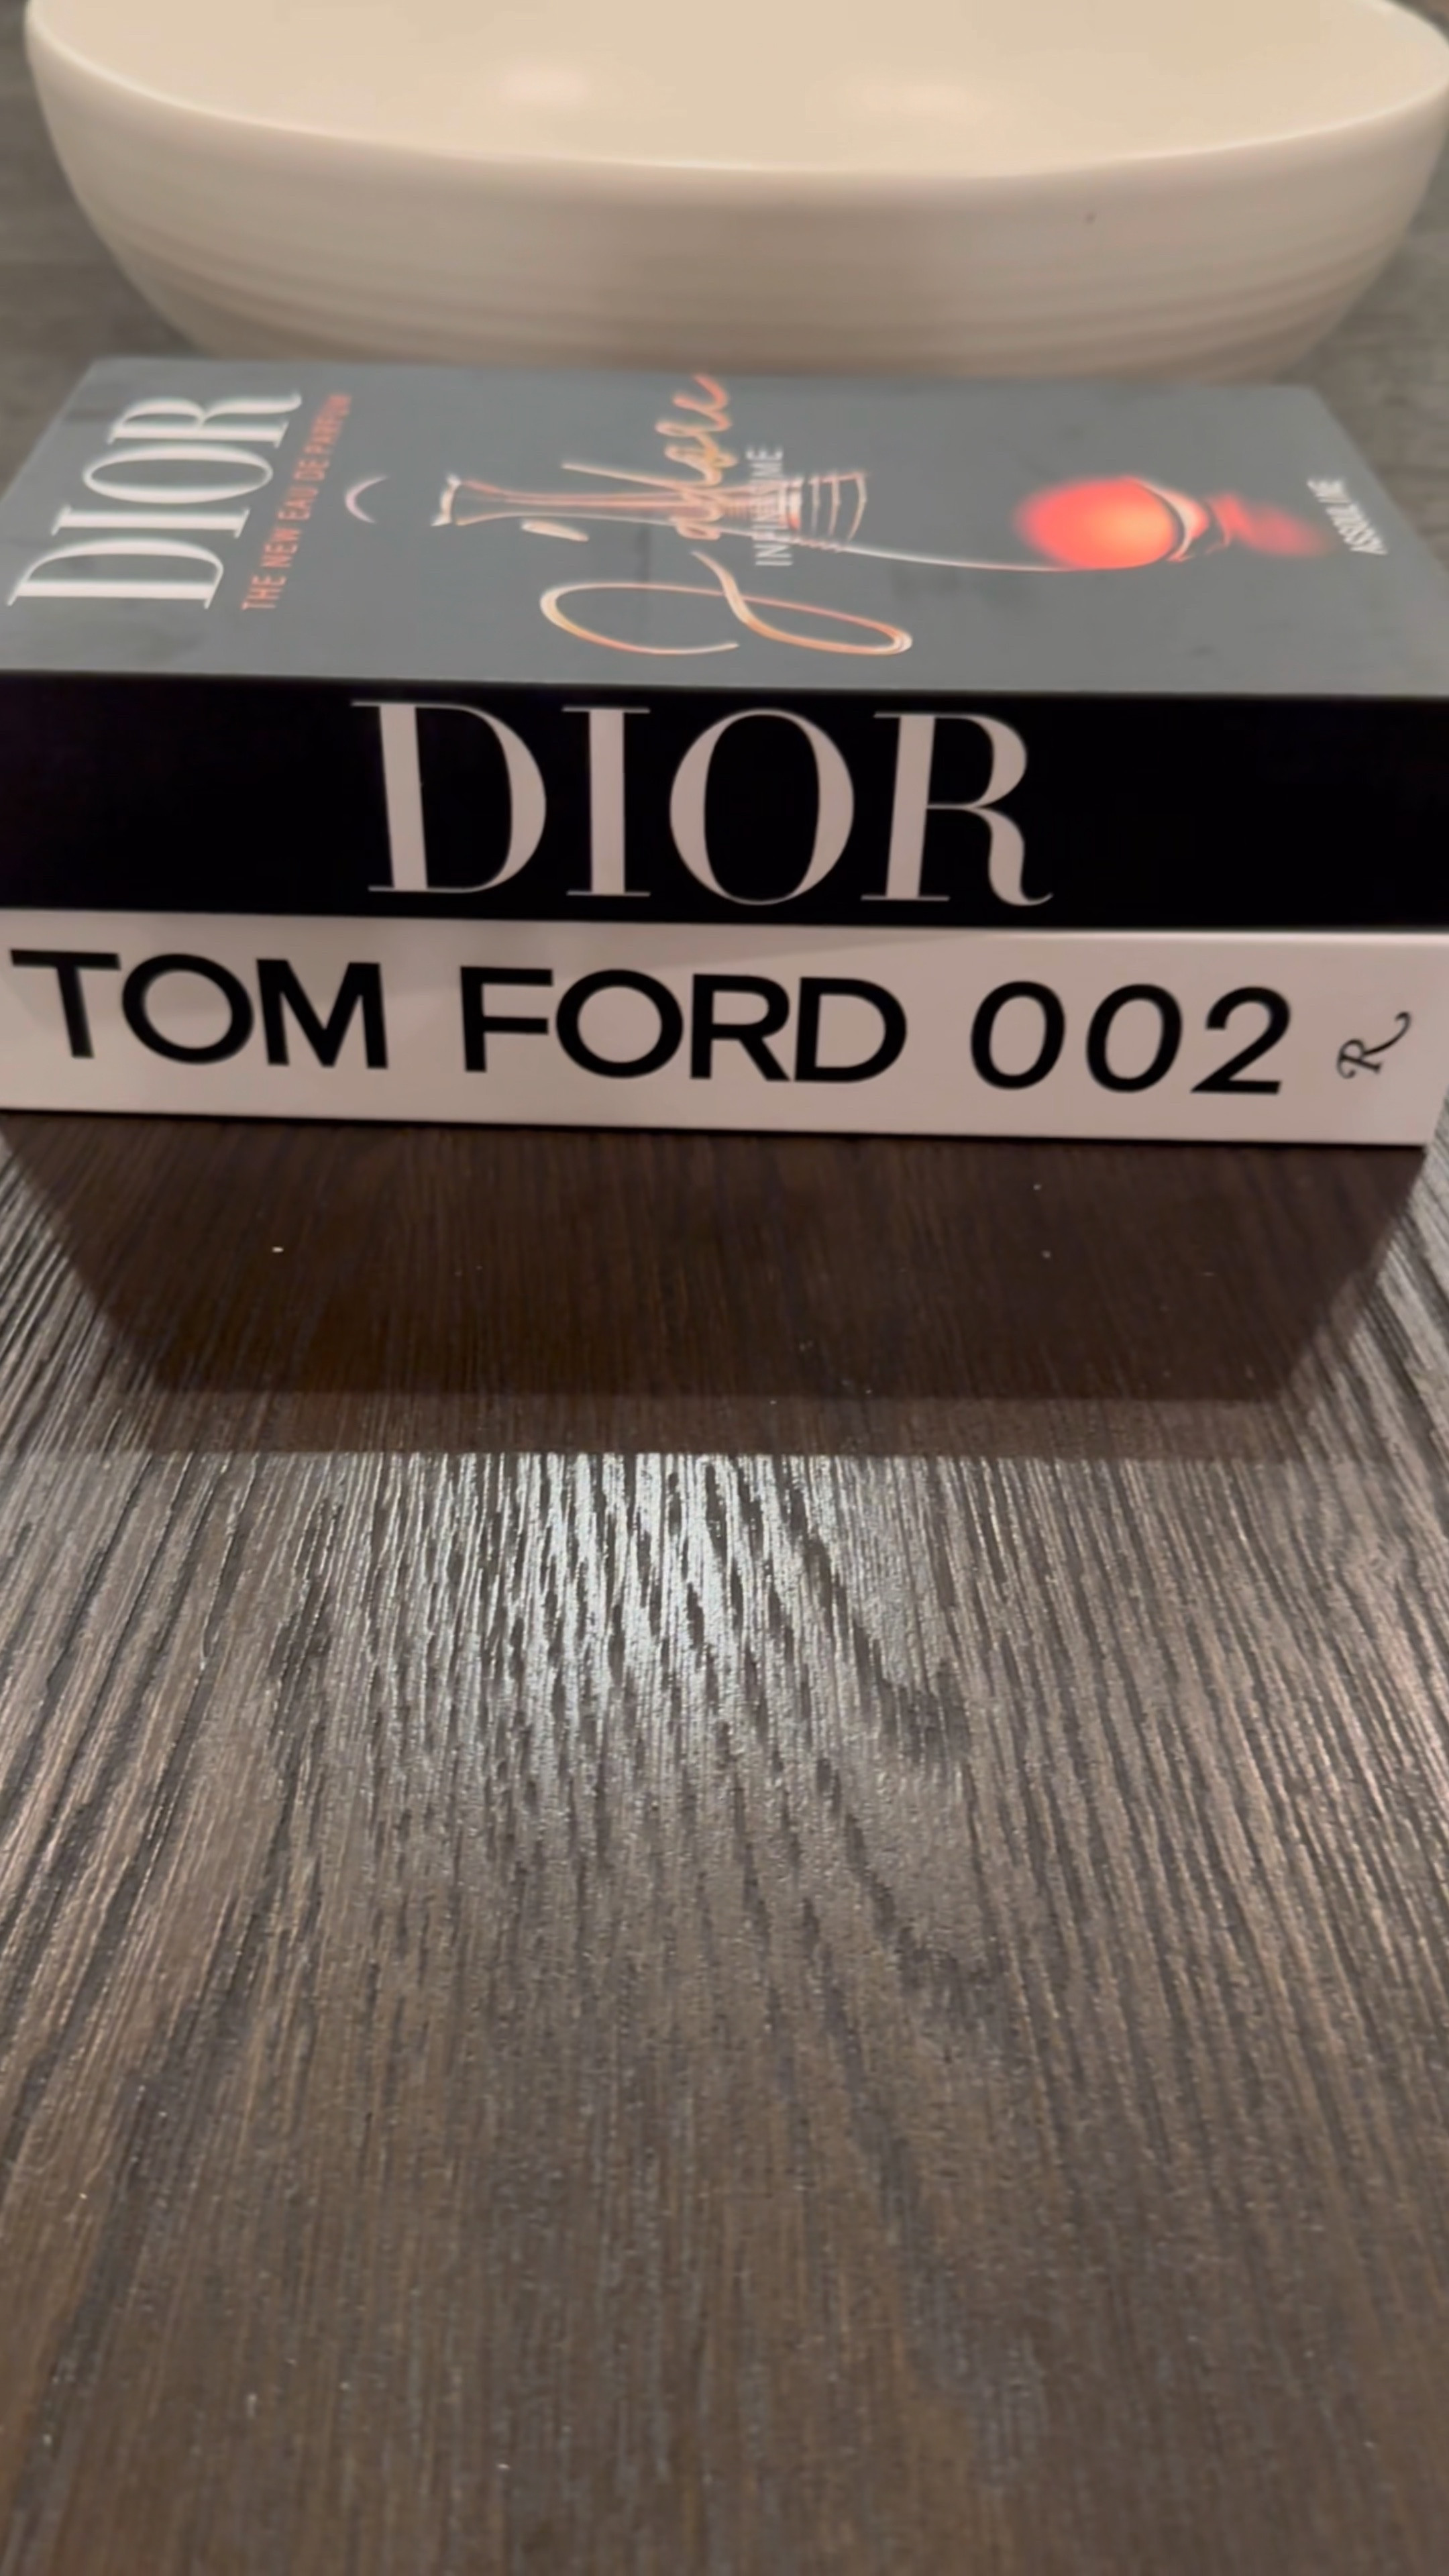 DIOR
THE NEW EAU DE PARFUM
J'adore
INFINISSIME
ASSOULINE
DIOR
TOM FORD 002
R